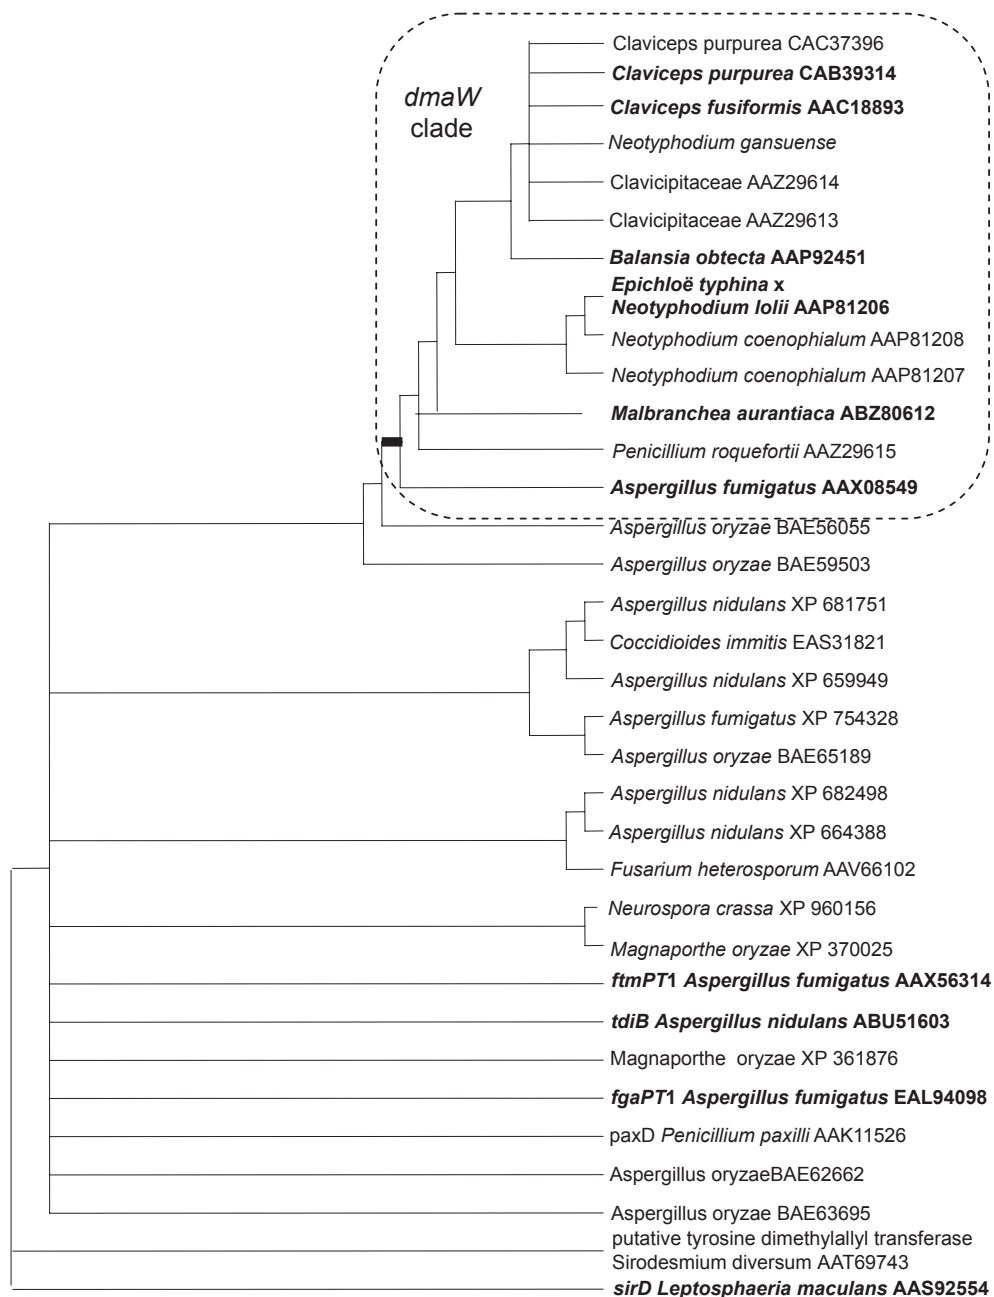 Claviceps purpurea CAC37396
Claviceps purpurea CAB39314
dmaW
clade
Claviceps fusiformis AAC18893
Neotyphodium gansuense
Clavicipitaceae AAZ29614
Clavicipitaceae AAZ29613
Balansia obtecta AAP92451
Epichloë typhina x
Neotyphodium lolii AAP81206
Neotyphodium coenophialum AAP81208
Neotyphodium coenophialum AAP81207
Malbranchea aurantiaca ABZ80612
Penicillium roquefortii AAZ29615
Aspergillus fumigatus AAX08549
Aspergillus oryzae BAE56055
Aspergillus oryzae BAE59503
Aspergillus nidulans XP 681751
Coccidioides immitis EAS31821
Aspergillus nidulans XP 659949
Aspergillus fumigatus XP 754328
Aspergillus oryzae BAE65189
Aspergillus nidulans XP 682498
Aspergillus nidulans XP 664388
Fusarium heterosporum AAV66102
Neurospora crassa XP 960156
Magnaporthe oryzae XP 370025
ftmPT1 Aspergillus fumigatus AAX56314
tdiB Aspergillus nidulans ABU51603
Magnaporthe oryzae XP 361876
fgaPT1 Aspergillus fumigatus EAL94098
paxD Penicillium paxilli AAK11526
Aspergillus oryzaeBAE62662
Aspergillus oryzae BAE63695
putative tyrosine dimethylallyl transferase
Sirodesmium diversum AAT69743
sirD Leptosphaeria maculans AAS92554